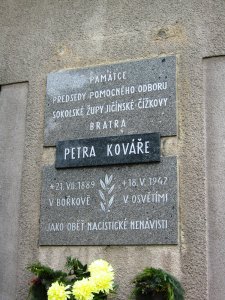 PAMÁTCE
PŘEDSEDY POMOCNÉHO ODBORU
SOKOLSKÉ ŽUPY JIČÍNSKÉ-ČÍŽKOVY
BRATRA
PETRA KOVÁŘE
*21.VII.1889 +18.V.1942
V BOŘKOVĚ V OSVĚTIMI
JAKO OBĚŤ NACISTICKÉ NENÁVISTI